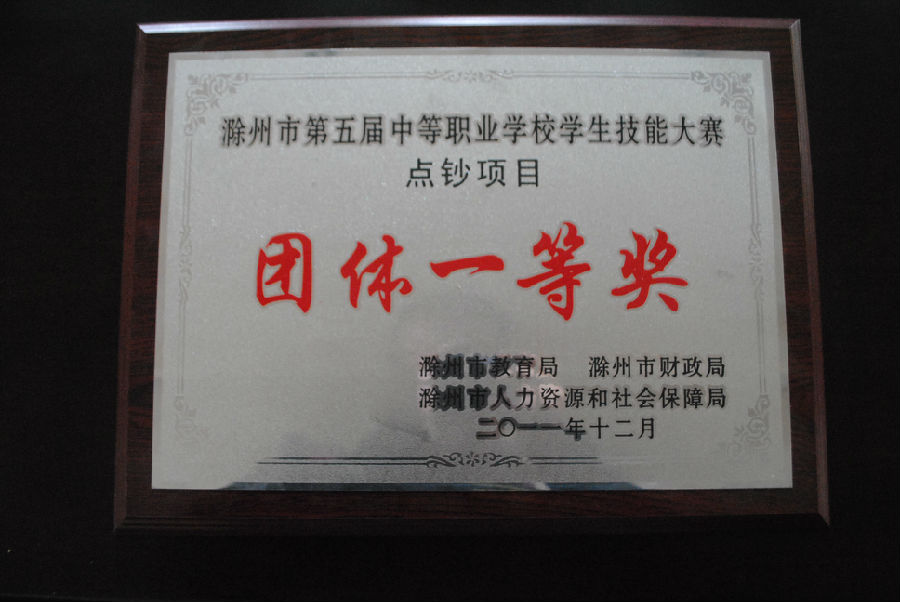 滁州市第五届中等职业学校学生技能大赛
点钞项目
团体一等奖
滁州市教育局 滁州市财政局
滁州市人力资源和社会保障局
二〇一一年十二月